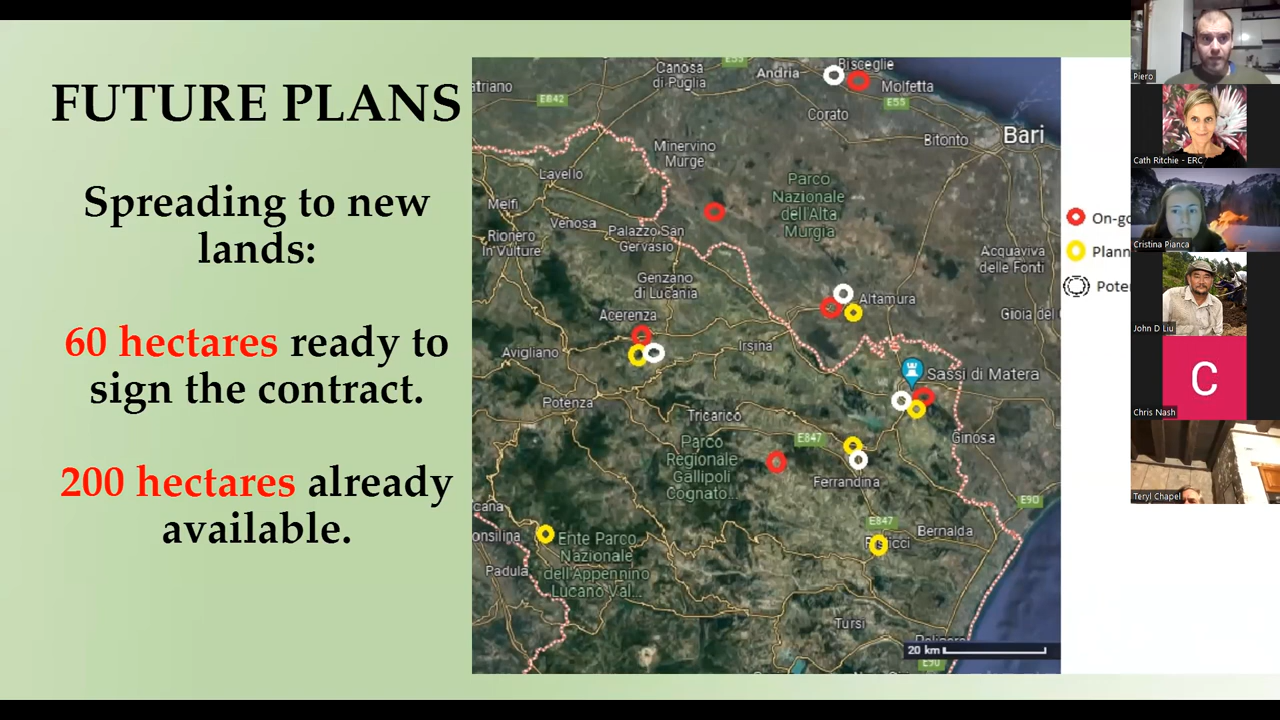 FUTURE PLANS
Spreading to new
lands:
60 hectares ready to
sign the contract.
200 hectares already
available.
E55
Canosa
di Puglia
Andria
Bisceglie
Molfetta
E842
E55
Corato
Bitonto
Bari
Minervino
Murge
Lavello
Parco
Nazionale
dell'Alta
Murgia
Melfi
Venosa
Palazzo San
Gervasio
Rionero
In Vulture
Acquaviva
delle Fonti
Genzano
di Lucania
Altamura
Acerenza
Gioia del
Avigliano
Irsina
Sassi di Matera
Potenza
Tricarico
E847
Ginosa
Parco
Regionale
Gallipoli
Cognato...
Ferrandina
E90
E847
Bernalda
Ente Parco
Nazionale
dell'Appennino
Lucano Val...
Padula
Tursi
20 km
E90
On-go
Plann
Poter
Piero
Cath Ritchie - ERC
Cristina Pianca
John D Liu
C
Chris Nash
Teryl Chapel